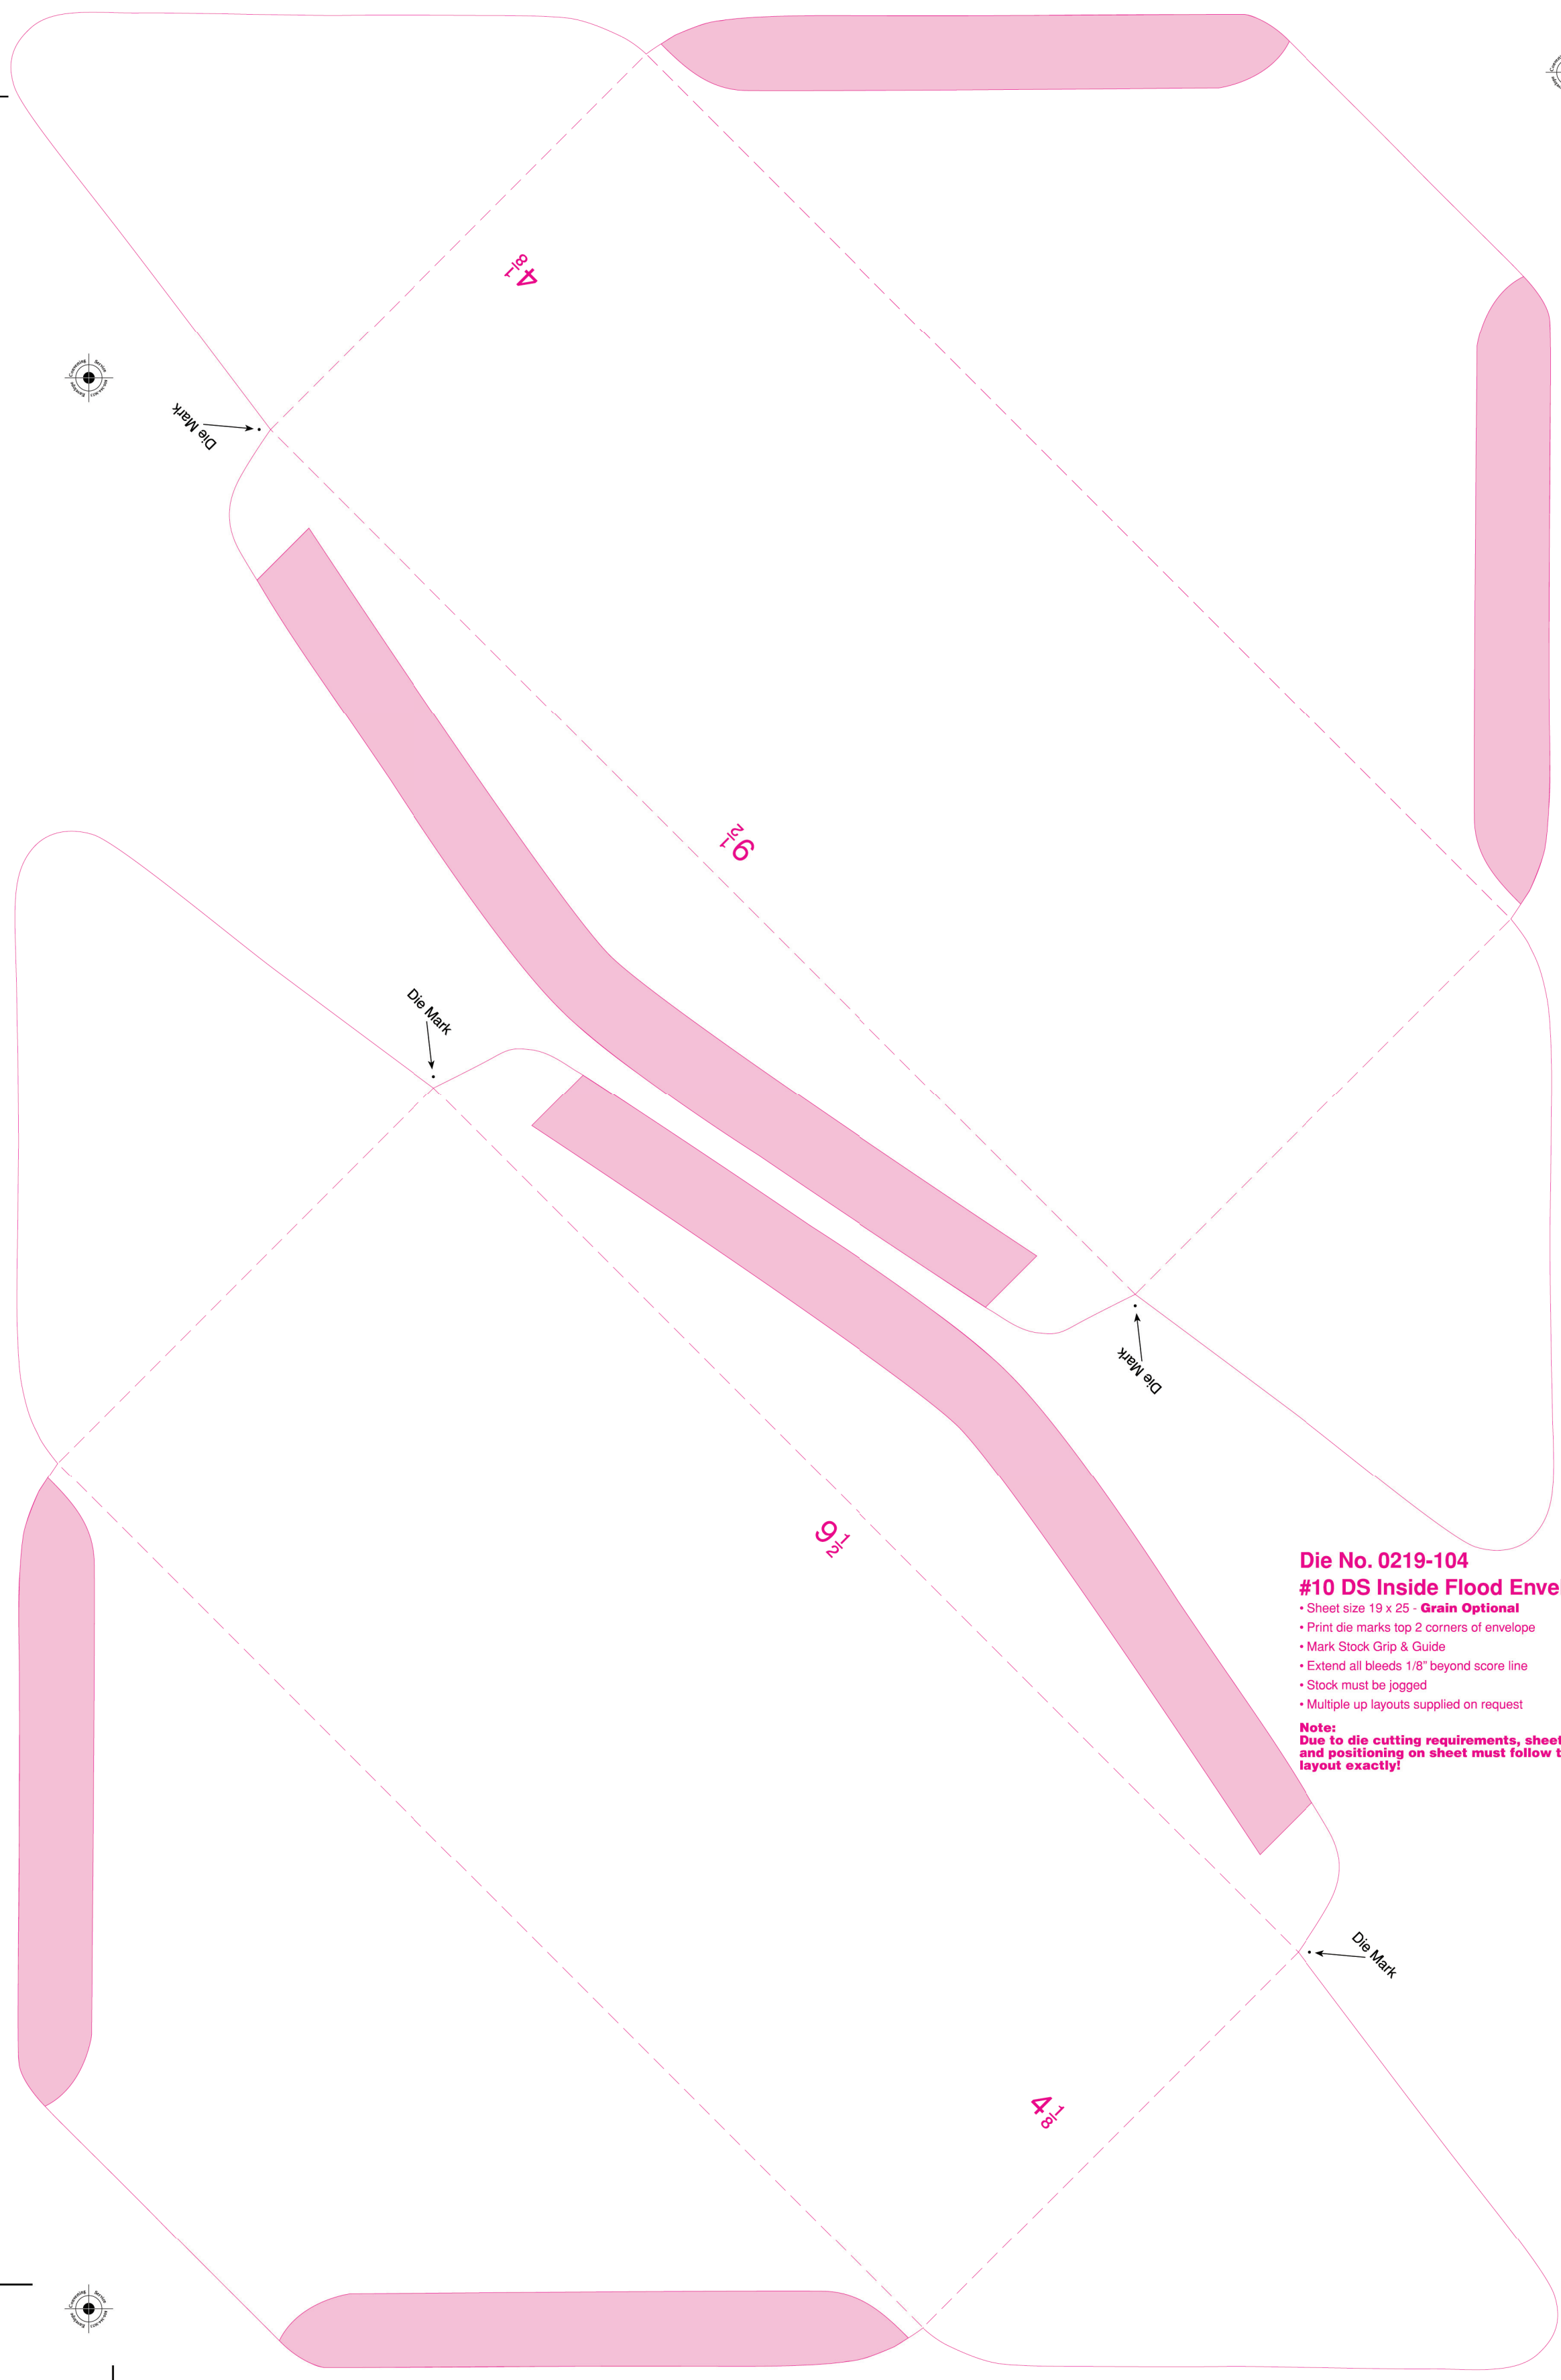 4 1/8
Die Mark
9 1/2
Die Mark
Die Mark
9 1/2
Die No. 0219-104
#10 DS Inside Flood Enve
• Sheet size 19 x 25 - Grain Optional
• Print die marks top 2 corners of envelope
• Mark Stock Grip & Guide
• Extend all bleeds 1/8” beyond score line
• Stock must be jogged
• Multiple up layouts supplied on request
Note:
Due to die cutting requirements, sheet
and positioning on sheet must follow t
layout exactly!
Die Mark
4 1/8